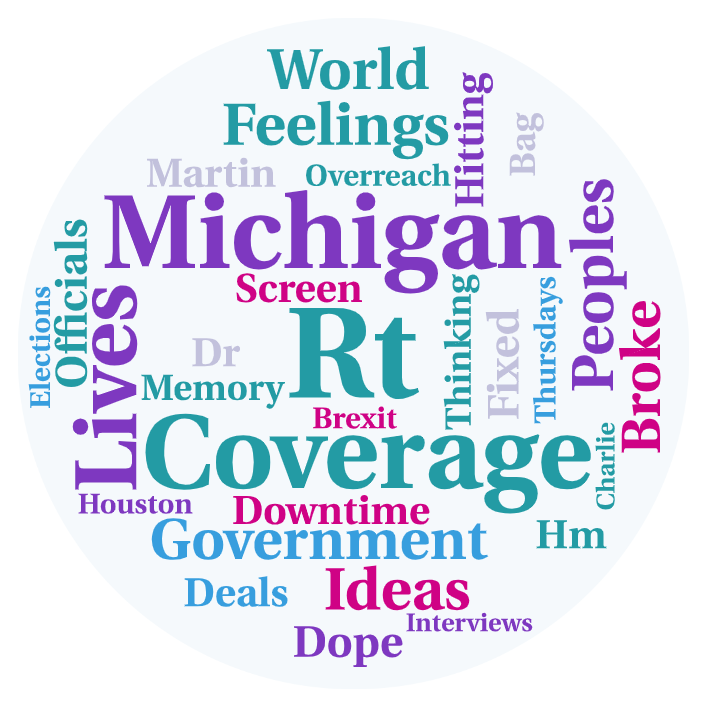 World
Feelings
Hitting
Bag
Martin
Overreach
Michigan
Peoples
Officials
Elections
Lives
Screen
Rt
Thinking
Fixed
Thursdays
Broke
Dr
Memory
Brexit
Coverage
Charlie
Houston
Downtime
Government
Hm
Deals
Ideas
Interviews
Dope